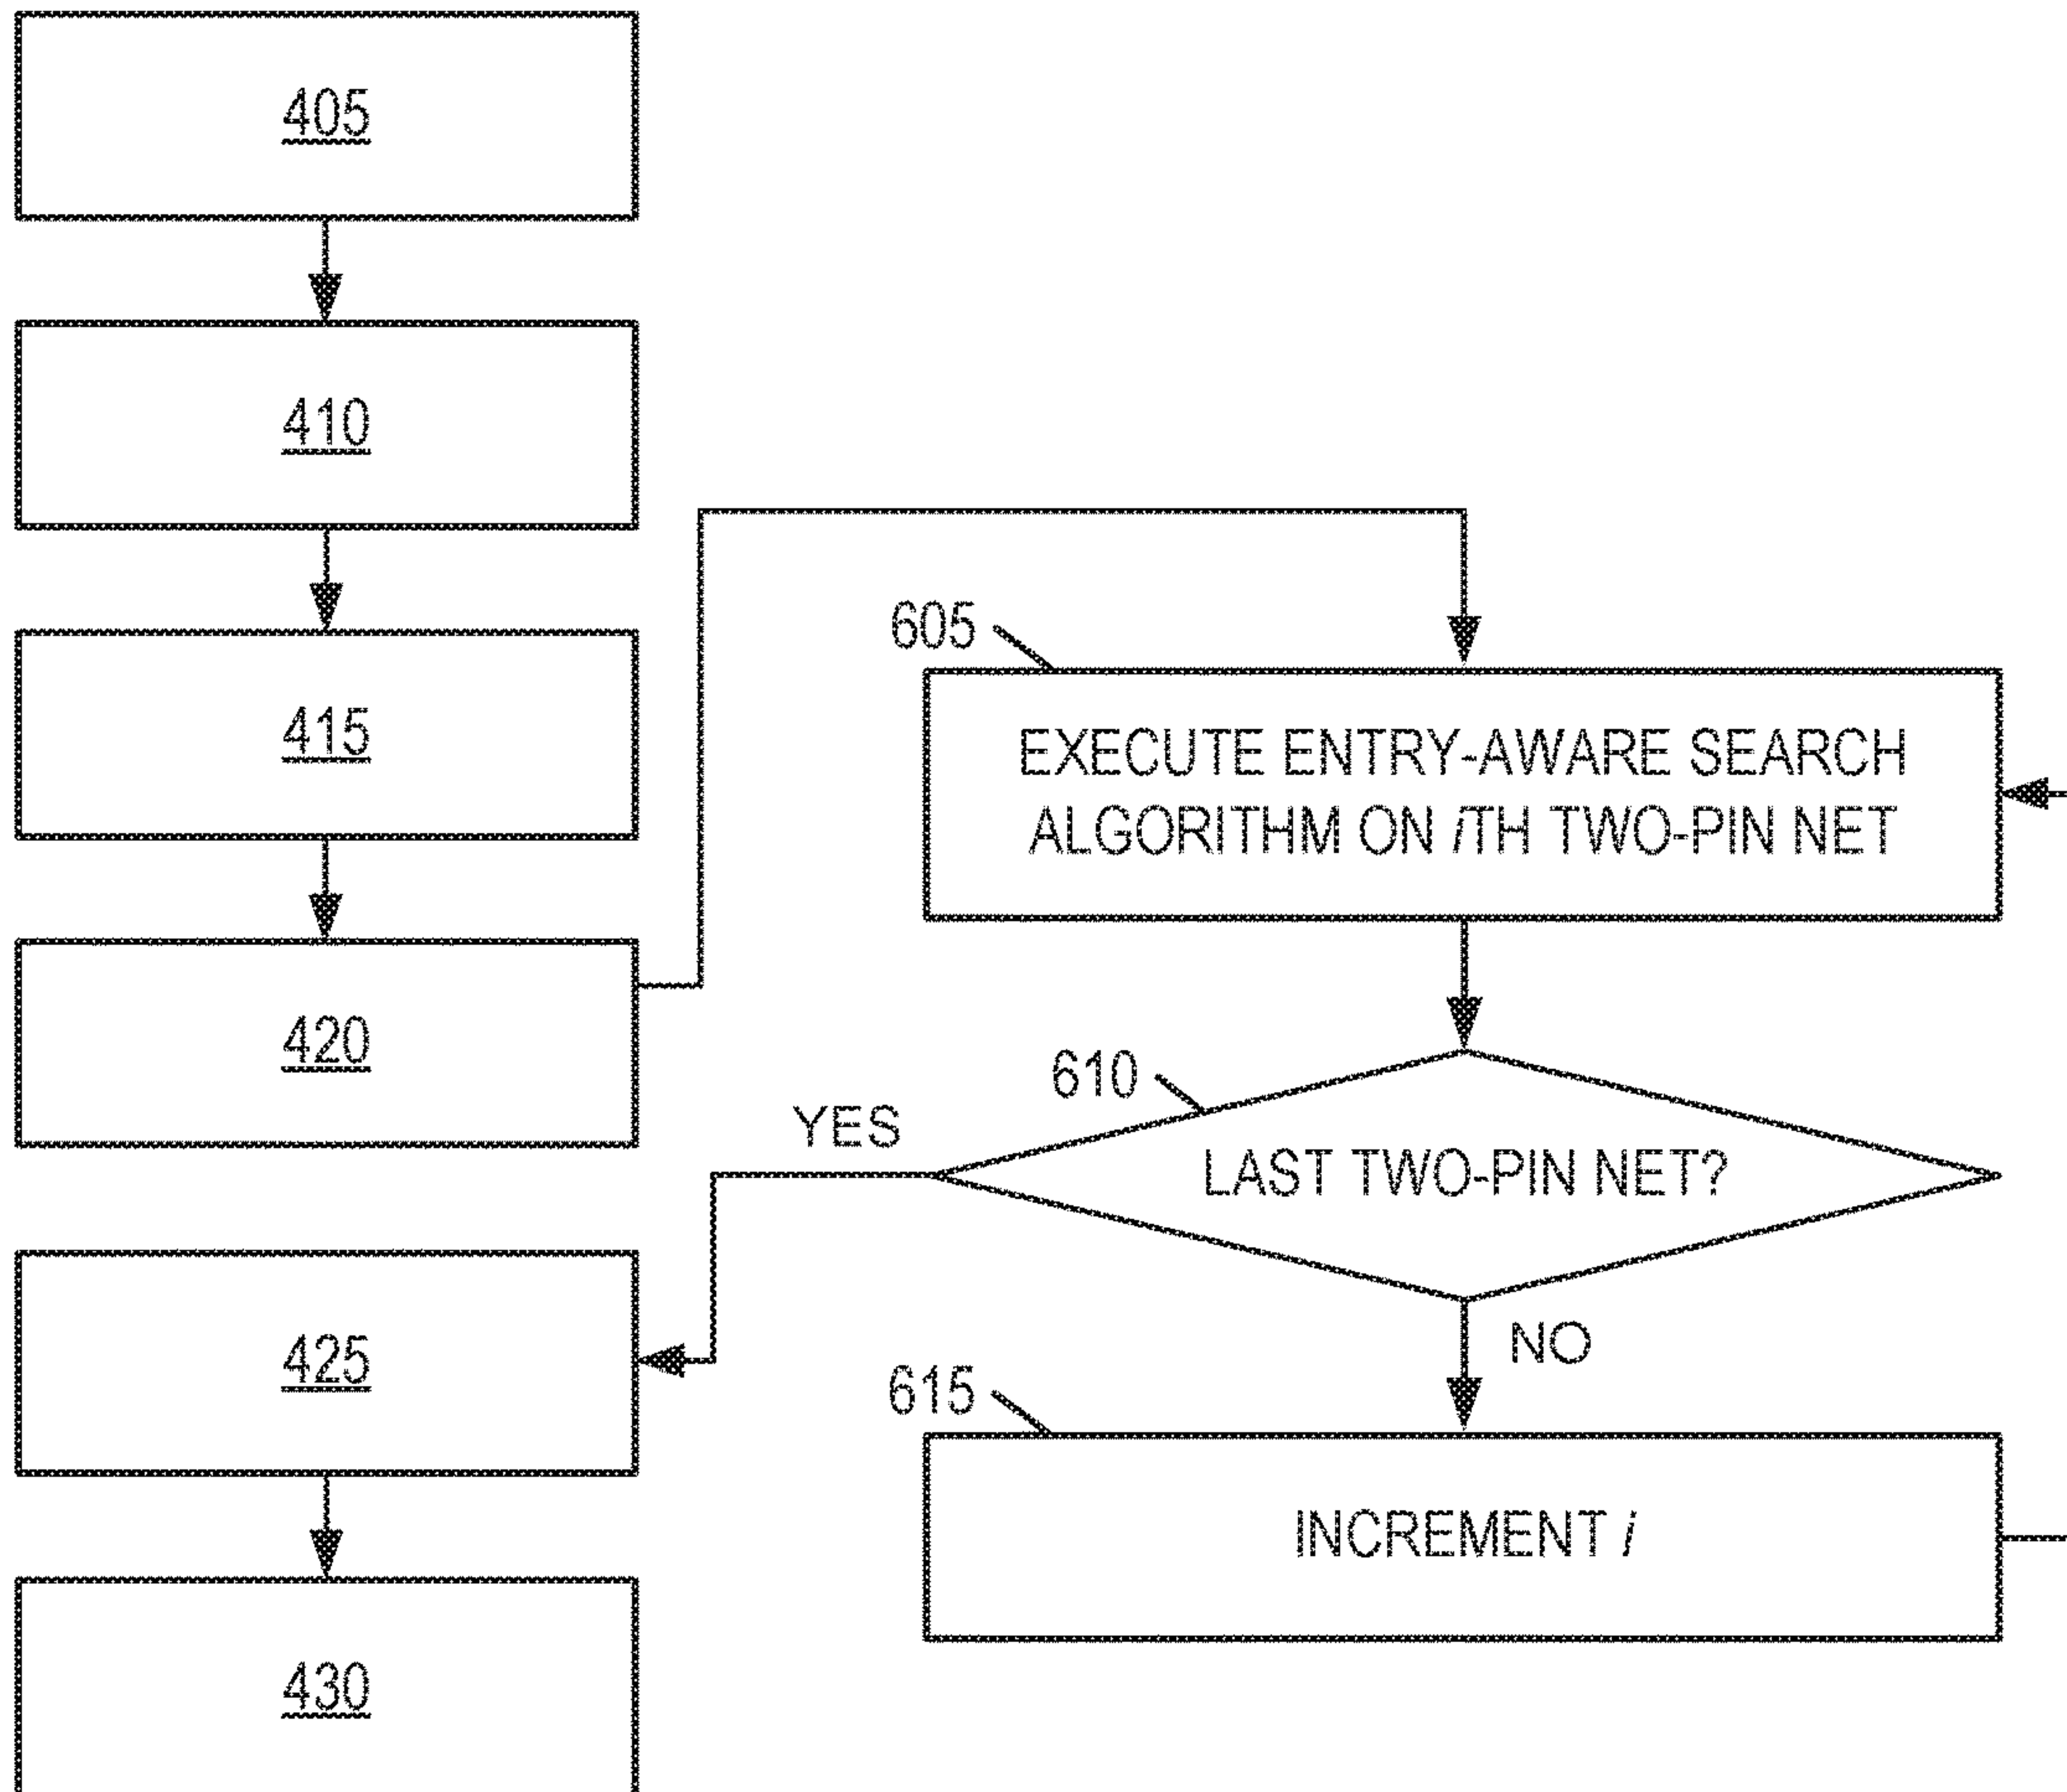 405
410
415
420
425
430
605
EXECUTE ENTRY-AWARE SEARCH
ALGORITHM ON iTH TWO-PIN NET
610
YES
LAST TWO-PIN NET?
NO
615
INCREMENT i